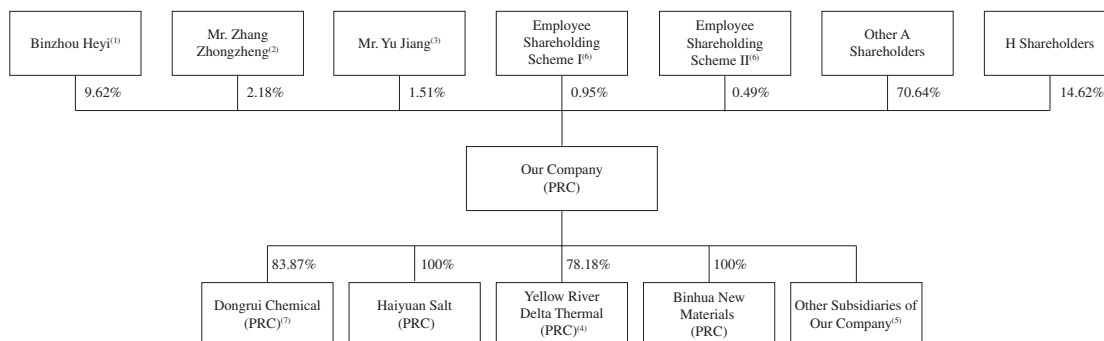 Binzhou Heyi(1)
Mr. Zhang
Zhongzheng(2)
Mr. Yu Jiang(3)
Employee
Shareholding
Scheme I(6)
Employee
Shareholding
Scheme II(6)
Other A
Shareholders
H Shareholders
9.62%
2.18%
1.51%
0.95%
0.49%
70.64%
14.62%
Our Company
(PRC)
83.87%
100%
78.18%
100%
Dongrui Chemical
(PRC)(7)
Haiyuan Salt
(PRC)
Yellow River
Delta Thermal
(PRC)(4)
Binhua New
Materials
(PRC)
Other Subsidiaries of
Our Company(5)